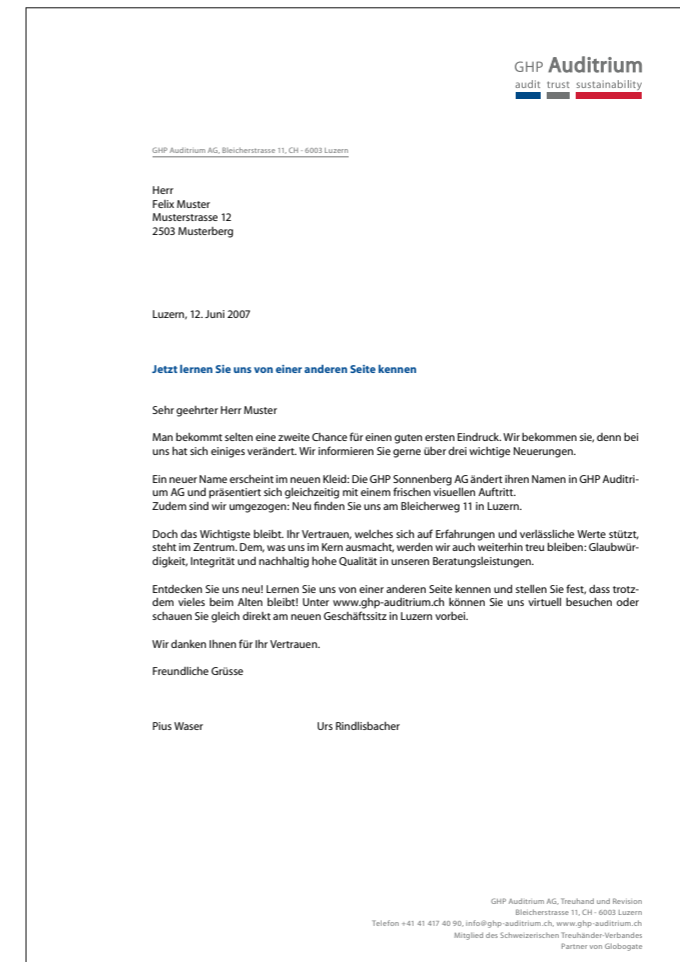 GHP Auditrium
audit trust sustainability
GHP Auditrium AG, Bleicherstrasse 11, CH - 6003 Luzern
Herr
Felix Muster
Musterstrasse 12
2503 Musterberg
Luzern, 12. Juni 2007
Jetzt lernen Sie uns von einer anderen Seite kennen
Sehr geehrter Herr Muster
Man bekommt selten eine zweite Chance für einen guten ersten Eindruck. Wir bekommen sie, denn bei
uns hat sich einiges verändert. Wir informieren Sie gerne über drei wichtige Neuerungen.
Ein neuer Name erscheint im neuen Kleid: Die GHP Sonnenberg AG ändert ihren Namen in GHP Auditri-
um AG und präsentiert sich gleichzeitig mit einem frischen visuellen Auftritt.
Zudem sind wir umgezogen: Neu finden Sie uns am Bleicherweg 11 in Luzern.
Doch das Wichtigste bleibt. Ihr Vertrauen, welches sich auf Erfahrungen und verlässliche Werte stützt,
steht im Zentrum. Dem, was uns im Kern ausmacht, werden wir auch weiterhin treu bleiben: Glaubwür-
digkeit, Integrität und nachhaltig hohe Qualität in unseren Beratungsleistungen.
Entdecken Sie uns neu! Lernen Sie uns von einer anderen Seite kennen und stellen Sie fest, dass trotz-
dem vieles beim Alten bleibt! Unter www.ghp-auditrium.ch können Sie uns virtuell besuchen oder
schauen Sie gleich direkt am neuen Geschäftssitz in Luzern vorbei.
Wir danken Ihnen für Ihr Vertrauen.
Freundliche Grüsse
Pius Waser Urs Rindlisbacher
GHP Auditrium AG, Treuhand und Revision
Bleicherstrasse 11, CH - 6003 Luzern
Telefon +41 41 417 40 90, info@ghp-auditrium.ch, www.ghp-auditrium.ch
Mitglied des Schweizerischen Treuhänder-Verbandes
Partner von Globogate